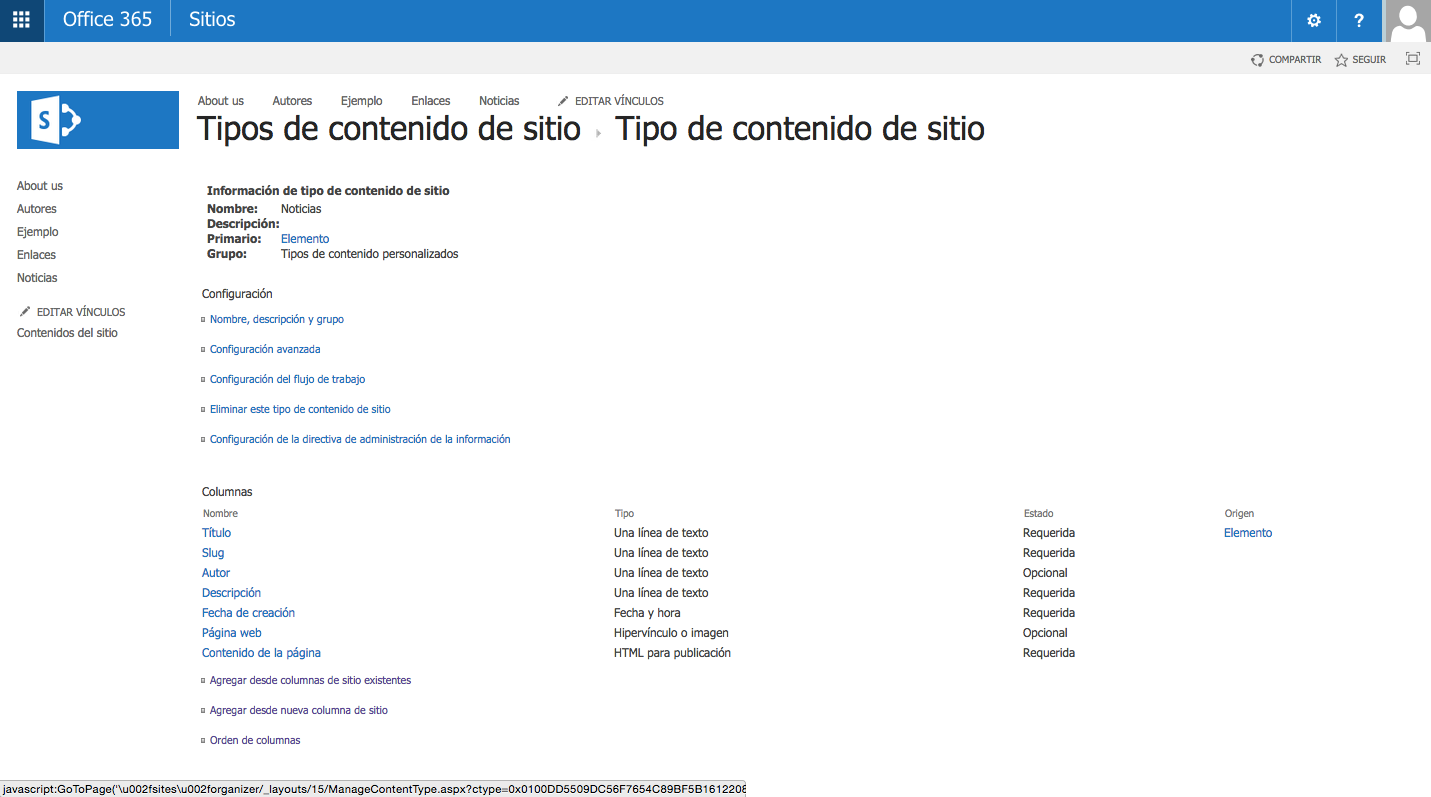 Office 365 Sitios ?
COMPARTIR SEGUIR
S
About us Autores Ejemplo Enlaces Noticias EDITAR VÍNCULOS
Tipos de contenido de sitio Tipo de contenido de sitio
About us
Autores
Ejemplo
Enlaces
Noticias
EDITAR VÍNCULOS
Contenidos del sitio
Información de tipo de contenido de sitio
Nombre: Noticias
Descripción:
Primario: Elemento
Grupo: Tipos de contenido personalizados
Configuración
Nombre, descripción y grupo
Configuración avanzada
Configuración del flujo de trabajo
Eliminar este tipo de contenido de sitio
Configuración de la directiva de administración de la información
Columnas
Nombre Tipo Estado Origen
Título Una línea de texto Requerida Elemento
Slug Una línea de texto Requerida
Autor Una línea de texto Opcional
Descripción Una línea de texto Requerida
Fecha de creación Fecha y hora Requerida
Página web Hipervínculo o imagen Opcional
Contenido de la página HTML para publicación Requerida
Agregar desde columnas de sitio existentes
Agregar desde nueva columna de sitio
Orden de columnas
javascript:GoToPage('\u002fsites\u002forganizer/_layouts/15/ManageContentType.aspx?ctype=0x0100DD5509DC56F7654C89BF5B1612208